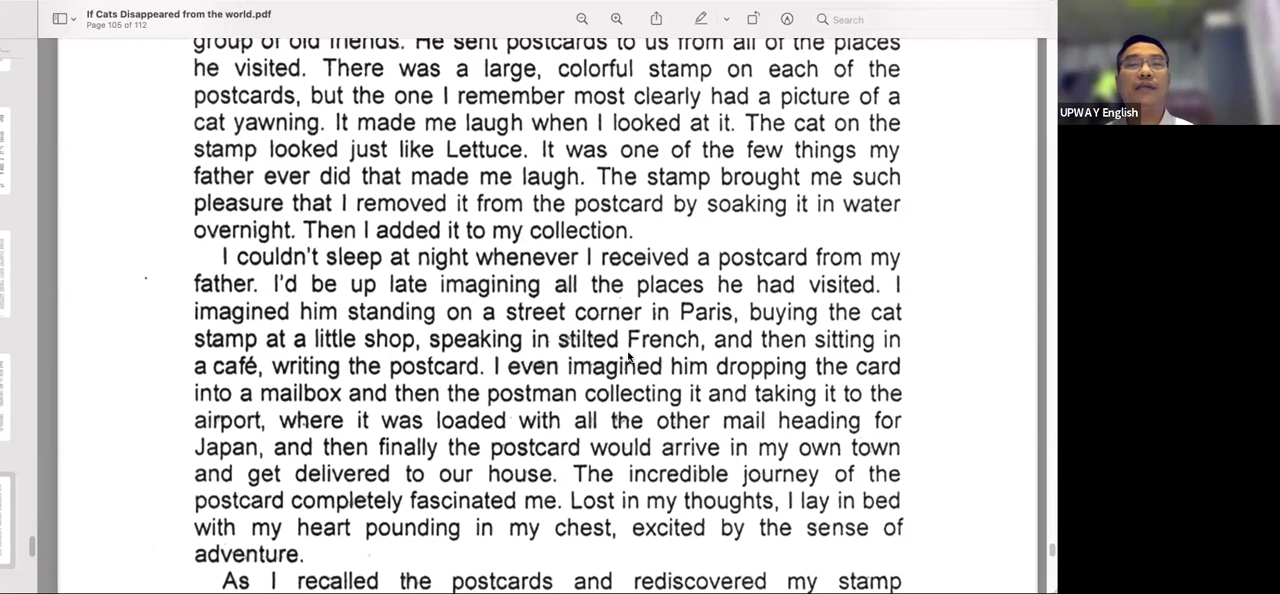 If Cats Disappeared from the world.pdf
Page 105 of 112
Search
group of old friends. He sent postcards to us from all of the places
he visited. There was a large, colorful stamp on each of the
postcards, but the one I remember most clearly had a picture of a
cat yawning. It made me laugh when I looked at it. The cat on the
stamp looked just like Lettuce. It was one of the few things my
father ever did that made me laugh. The stamp brought me such
pleasure that I removed it from the postcard by soaking it in water
overnight. Then I added it to my collection.
I couldn't sleep at night whenever I received a postcard from my
father. I'd be up late imagining all the places he had visited. I
imagined him standing on a street corner in Paris, buying the cat
stamp at a little shop, speaking in stilted French, and then sitting in
a café, writing the postcard. I even imagined him dropping the card
into a mailbox and then the postman collecting it and taking it to the
airport, where it was loaded with all the other mail heading for
Japan, and then finally the postcard would arrive in my own town
and get delivered to our house. The incredible journey of the
postcard completely fascinated me. Lost in my thoughts, I lay in bed
with my heart pounding in my chest, excited by the sense of
adventure.
As I recalled the postcards and rediscovered my stamp
UPWAY English